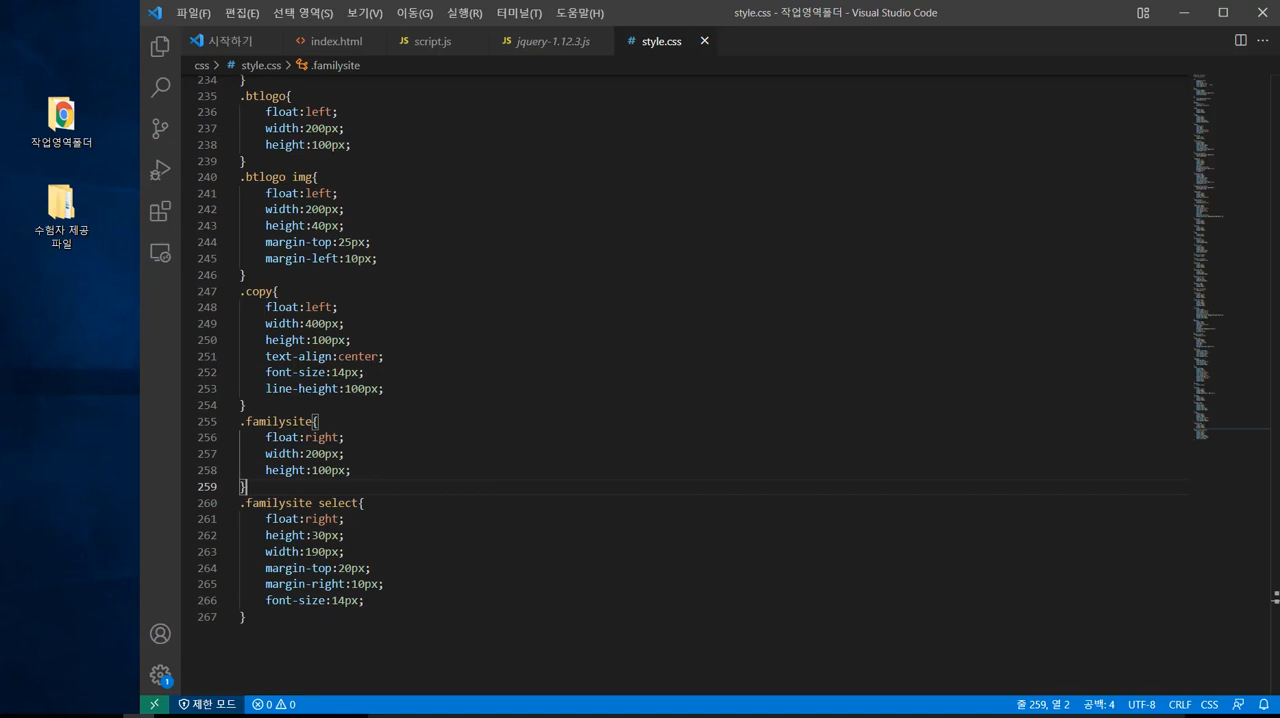 파일(F) 편집(E) 선택 영역(S) 보기(V) 이동(G) 실행(R) 터미널(T) 도움말(H) style.css - 작업영역폴더 - Visual Studio Code
시작하기 index.html JS script.js JS jquery-1.12.3.js # style.css
css > # style.css > .familysite
작업영역폴더
수험자 제공
파일
234 }
235 .btlogo{
236 float:left;
237 width:200px;
238 height:100px;
239 }
240 .btlogo img{
241 float:left;
242 width:200px;
243 height:40px;
244 margin-top:25px;
245 margin-left:10px;
246 }
247 .copy{
248 float:left;
249 width:400px;
250 height:100px;
251 text-align:center;
252 font-size:14px;
253 line-height:100px;
254 }
255 .familysite{
256 float:right;
257 width:200px;
258 height:100px;
259 }
260 .familysite select{
261 float:right;
262 height:30px;
263 width:190px;
264 margin-top:20px;
265 margin-right:10px;
266 font-size:14px;
267 }
1
제한 모드 0 0 줄 259, 열 2 공백: 4 UTF-8 CRLF CSS